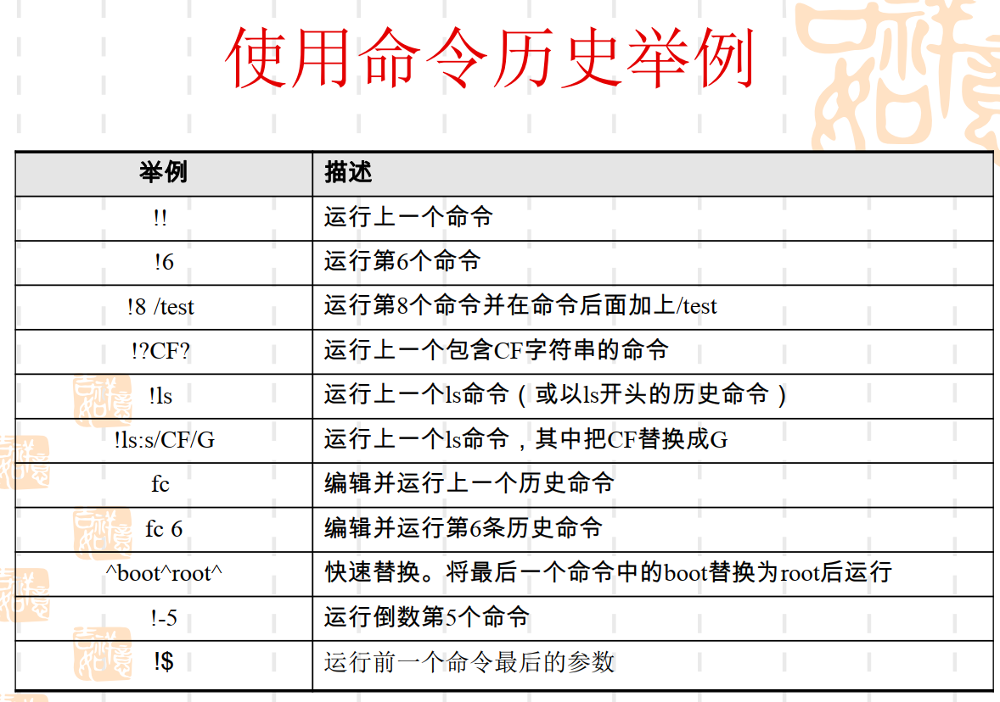 使用命令历史举例
举例 描述
!! 运行上一个命令
!6 运行第6个命令
!8 /test 运行第8个命令并在命令后面加上/test
!?CF? 运行上一个包含CF字符串的命令
!ls 运行上一个ls命令（或以ls开头的历史命令）
!ls:s/CF/G 运行上一个ls命令，其中把CF替换成G
fc 编辑并运行上一个历史命令
fc 6 编辑并运行第6条历史命令
^boot^root^ 快速替换。将最后一个命令中的boot替换为root后运行
!-5 运行倒数第5个命令
!$ 运行前一个命令最后的参数
吉祥
如意